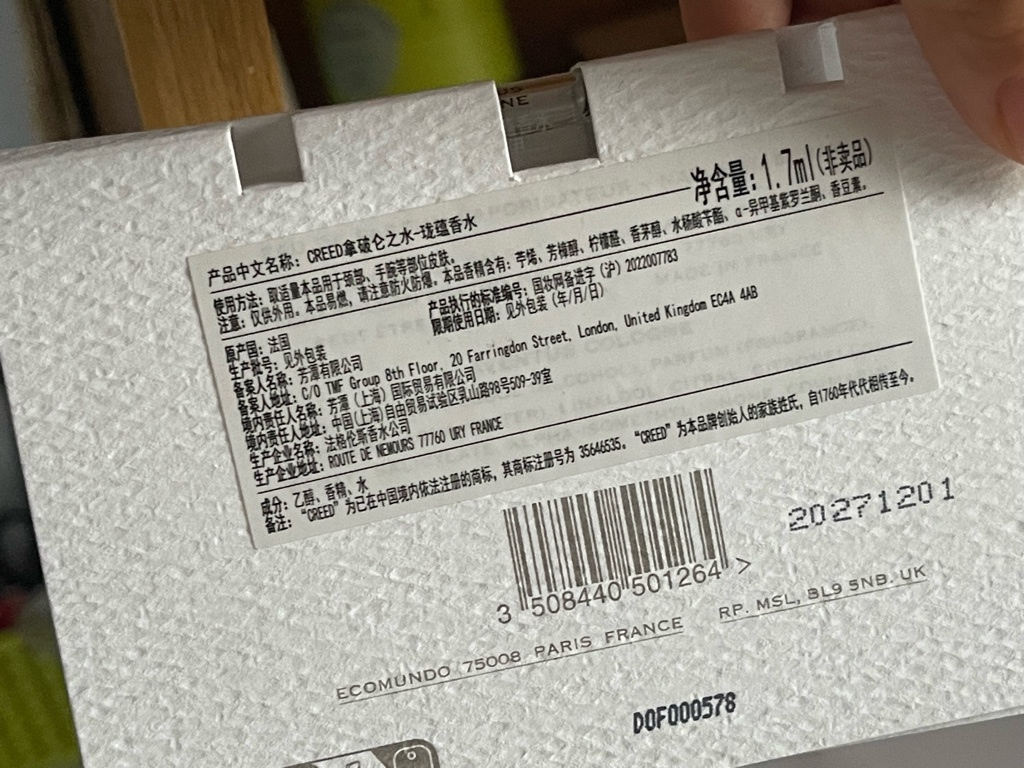 NE
净含量:1.7ml(非卖品)
产品中文名称: CREED拿破仑之水-珑蕴香水
使用方法: 取适量本品用于颈部、手腕等部位皮肤。
注意: 仅供外用。本品易燃, 请注意防火防爆。本品香精含有: 苧烯、芳樟醇、柠檬醛、香茅醇、水杨酸苄酯、α-异甲基紫罗兰酮、香豆素。
原产国: 法国
产品执行的标准编号: 国妆网备进字(沪) 2022007783
生产批号: 见外包装
限期使用日期: 见外包装 (年/月/日)
备案人名称: 芳潭有限公司
备案人地址: C/O TMF Group 8th Floor, 20 Farringdon Street, London, United Kingdom EC4A 4AB
境内责任人名称: 芳潭(上海)国际贸易有限公司
境内责任人地址: 中国(上海)自由贸易试验区乳山路98号509-39室
生产企业名称: 法格伦斯香水公司
生产企业地址: ROUTE DE NEMOURS 77760 URY FRANCE
成分: 乙醇、香精、水
备注: “CREED”为已在中国境内依法注册的商标, 其商标注册号为 35646535。“CREED”为本品牌创始人的家族姓氏, 自1760年代代相传至今。
3 508440 501264 >
20271201
ECOMUNDO 75008 PARIS FRANCE
RP. MSL, BL9 5NB. UK
D0F000578